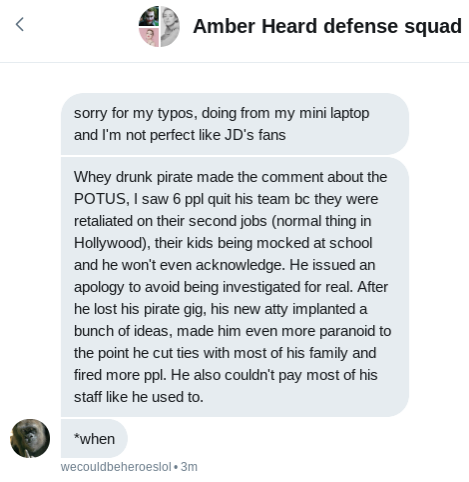 Amber Heard defense squad
sorry for my typos, doing from my mini laptop
and I'm not perfect like JD's fans
Whey drunk pirate made the comment about the
POTUS, I saw 6 ppl quit his team bc they were
retaliated on their second jobs (normal thing in
Hollywood), their kids being mocked at school
and he won't even acknowledge. He issued an
apology to avoid being investigated for real. After
he lost his pirate gig, his new atty implanted a
bunch of ideas, made him even more paranoid to
the point he cut ties with most of his family and
fired more ppl. He also couldn't pay most of his
staff like he used to.
*when
wecouldbeheroeslol • 3m